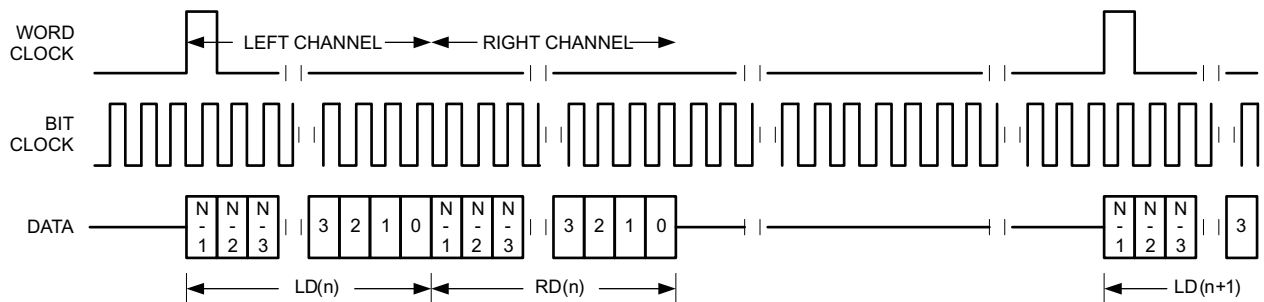 WORD
CLOCK
LEFT CHANNEL
RIGHT CHANNEL
BIT
CLOCK
DATA
N
-
1
N
-
2
N
-
3
3
2
1
0
N
-
1
N
-
2
N
-
3
3
2
1
0
N
-
1
N
-
2
N
-
3
3
LD(n)
RD(n)
LD(n+1)